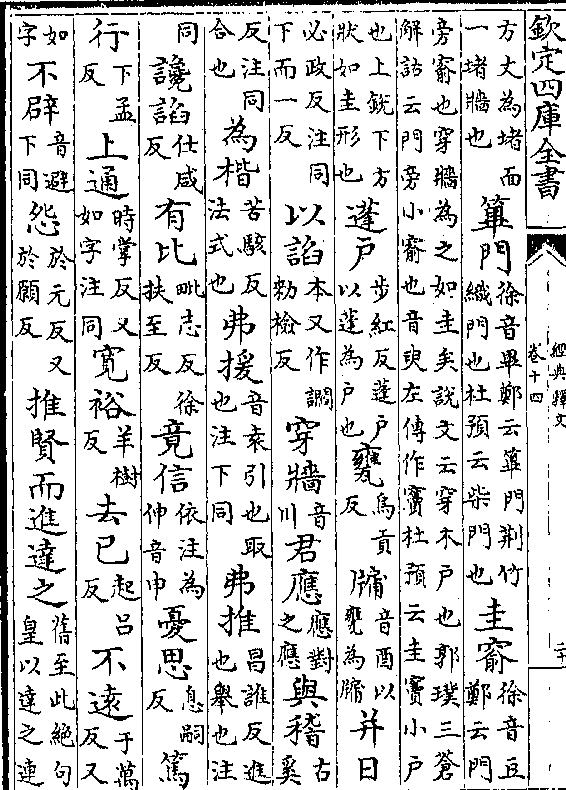 欽定四庫全書
經典釋文
卷十四
二十
方丈為堵面一堵牆也篳門徐音畢鄭云篳門荆竹織門也杜預云柴門也圭窬徐音豆鄭云門
旁窬也穿牆為之如圭矣說文云穿木戶也郭璞三蒼解詁云門旁小窬也音臾左傳作竇杜預云圭竇小戶
也上銳下方狀如圭形也蓬戶步紅反蓬戶以蓬為戶也甕烏貢反牖音酉以甕為牖并日
必政反注同下而一反以諂本又作讇勑檢反穿牆音川君應應對之應與稽古奚
反注同合也為楷苦駭反法式也弗援音袁引也取也注下同弗推昌誰反進也舉也注
同讒諂仕咸反有比毗志反徐扶至反竟信依注為伸音申憂思息嗣反篤
行下孟反上通時掌反又如字注同寬裕羊樹反去己起呂反不遠于萬反又
如字不辟音避下同怨於元反又於願反推賢而進達之舊至此絕句皇以達之連